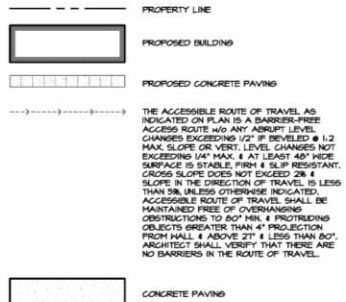 PROPERTY LINE
PROPOSED BUILDING
PROPOSED CONCRETE PAVING
THE ACCESSIBLE ROUTE OF TRAVEL AS
INDICATED ON PLAN IS A BARRIER-FREE
ACCESS ROUTE W/O ANY ABRUPT LEVEL
CHANGES EXCEEDING 1/2" IF BEVELED @ 1:2
MAX. SLOPE OR VERT. LEVEL CHANGES NOT
EXCEEDING 1/4" MAX. & AT LEAST 48" WIDE
SURFACE IS STABLE, FIRM & SLIP RESISTANT.
CROSS SLOPE DOES NOT EXCEED 2% &
SLOPE IN THE DIRECTION OF TRAVEL IS LESS
THAN 5%, UNLESS OTHERWISE INDICATED.
ACCESSIBLE ROUTE OF TRAVEL SHALL BE
MAINTAINED FREE OF OVERHANGING
OBSTRUCTIONS TO 80" MIN. & PROTRUDING
OBJECTS GREATER THAN 4" PROJECTION
FROM WALL & ABOVE 27" & LESS THAN 80".
ARCHITECT SHALL VERIFY THAT THERE ARE
NO BARRIERS IN THE ROUTE OF TRAVEL.
CONCRETE PAVING